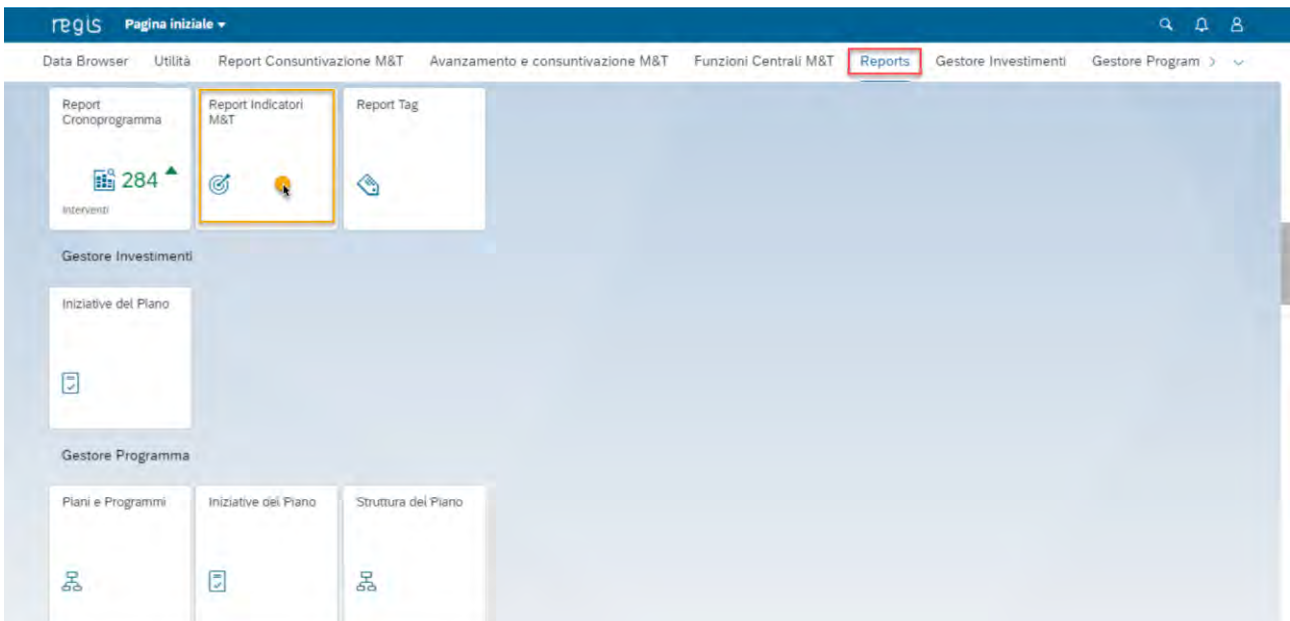 regis Pagina iniziale
Data Browser Utilità Report Consuntivazione M&T Avanzamento e consuntivazione M&T Funzioni Centrali M&T Reports Gestore Investimenti Gestore Program
Report Cronoprogramma
284
Interventi
Report Indicatori M&T
Report Tag
Gestore Investimenti
Iniziative del Piano
Gestore Programma
Piani e Programmi
Iniziative del Piano
Struttura del Piano